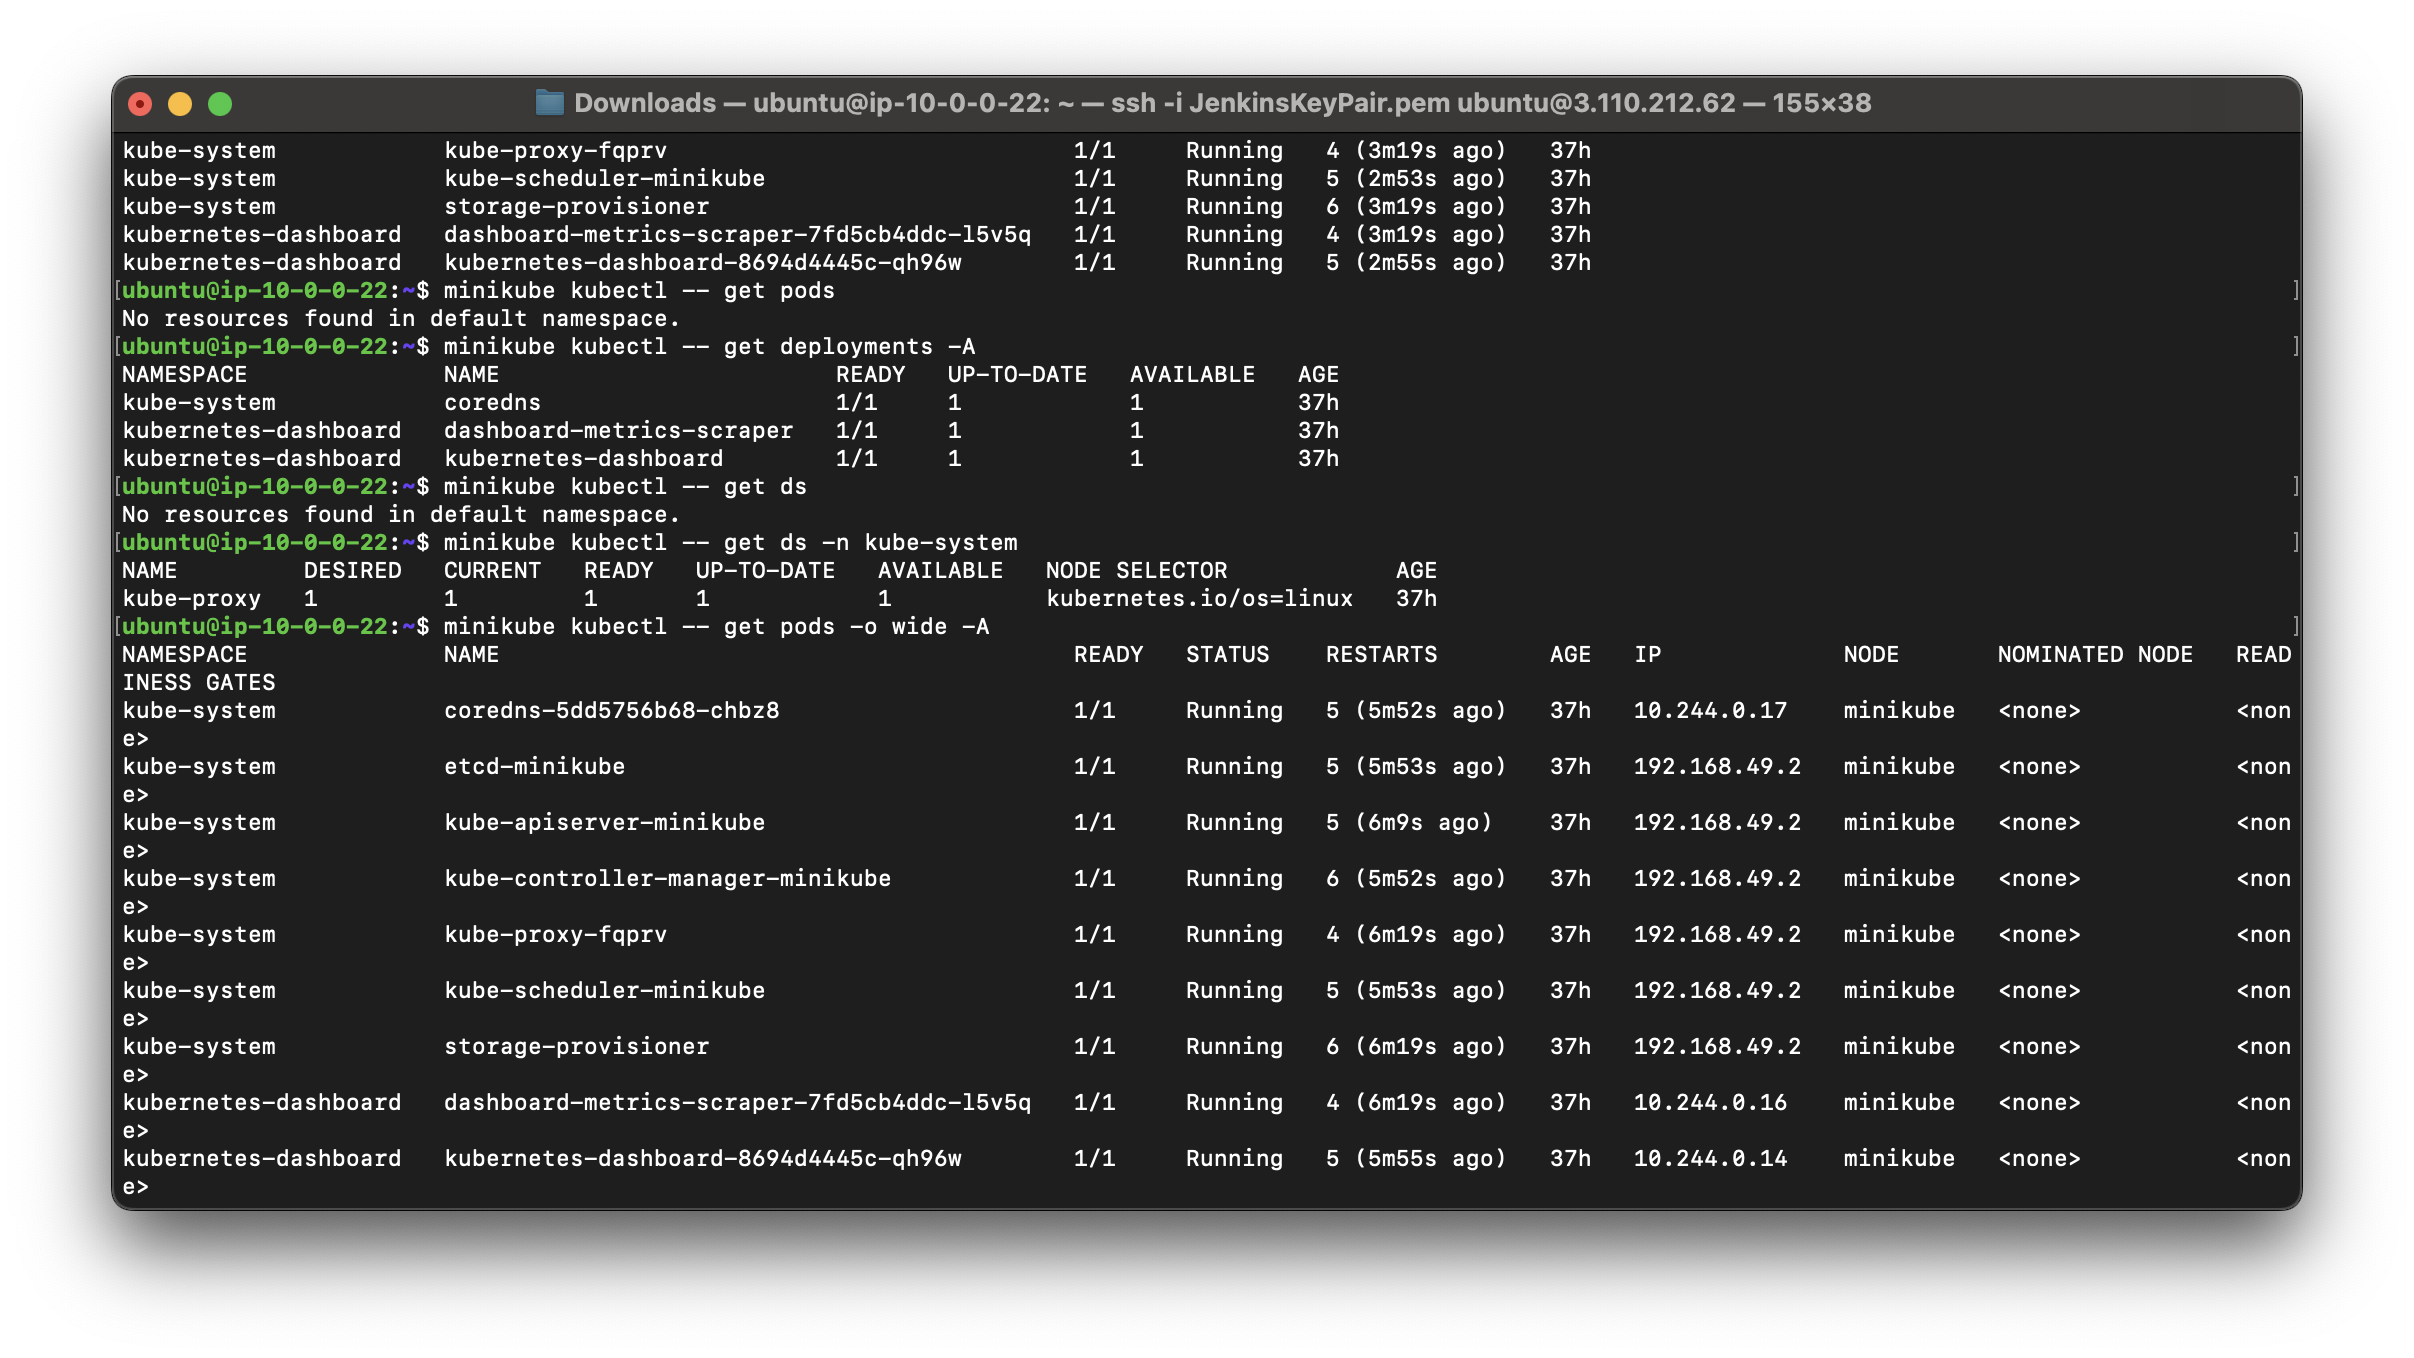 Downloads — ubuntu@ip-10-0-0-22: ~ — ssh -i JenkinsKeyPair.pem ubuntu@3.110.212.62 — 155×38
kube-system            kube-proxy-fqprv                             1/1     Running   4 (3m19s ago)   37h
kube-system            kube-scheduler-minikube                      1/1     Running   5 (2m53s ago)   37h
kube-system            storage-provisioner                          1/1     Running   6 (3m19s ago)   37h
kubernetes-dashboard   dashboard-metrics-scraper-7fd5cb4ddc-l5v5q   1/1     Running   4 (3m19s ago)   37h
kubernetes-dashboard   kubernetes-dashboard-8694d4445c-qh96w        1/1     Running   5 (2m55s ago)   37h
[ubuntu@ip-10-0-0-22:~$ minikube kubectl -- get pods ]
No resources found in default namespace.
[ubuntu@ip-10-0-0-22:~$ minikube kubectl -- get deployments -A ]
NAMESPACE              NAME                        READY   UP-TO-DATE   AVAILABLE   AGE
kube-system            coredns                     1/1     1            1           37h
kubernetes-dashboard   dashboard-metrics-scraper   1/1     1            1           37h
kubernetes-dashboard   kubernetes-dashboard        1/1     1            1           37h
[ubuntu@ip-10-0-0-22:~$ minikube kubectl -- get ds ]
No resources found in default namespace.
[ubuntu@ip-10-0-0-22:~$ minikube kubectl -- get ds -n kube-system ]
NAME         DESIRED   CURRENT   READY   UP-TO-DATE   AVAILABLE   NODE SELECTOR            AGE
kube-proxy   1         1         1       1            1           kubernetes.io/os=linux   37h
[ubuntu@ip-10-0-0-22:~$ minikube kubectl -- get pods -o wide -A ]
NAMESPACE              NAME                                         READY   STATUS    RESTARTS        AGE   IP             NODE       NOMINATED NODE   READ
INESS GATES
kube-system            coredns-5dd5756b68-chbz8                     1/1     Running   5 (5m52s ago)   37h   10.244.0.17    minikube   <none>           <non
e>
kube-system            etcd-minikube                                1/1     Running   5 (5m53s ago)   37h   192.168.49.2   minikube   <none>           <non
e>
kube-system            kube-apiserver-minikube                      1/1     Running   5 (6m9s ago)    37h   192.168.49.2   minikube   <none>           <non
e>
kube-system            kube-controller-manager-minikube             1/1     Running   6 (5m52s ago)   37h   192.168.49.2   minikube   <none>           <non
e>
kube-system            kube-proxy-fqprv                             1/1     Running   4 (6m19s ago)   37h   192.168.49.2   minikube   <none>           <non
e>
kube-system            kube-scheduler-minikube                      1/1     Running   5 (5m53s ago)   37h   192.168.49.2   minikube   <none>           <non
e>
kube-system            storage-provisioner                          1/1     Running   6 (6m19s ago)   37h   192.168.49.2   minikube   <none>           <non
e>
kubernetes-dashboard   dashboard-metrics-scraper-7fd5cb4ddc-l5v5q   1/1     Running   4 (6m19s ago)   37h   10.244.0.16    minikube   <none>           <non
e>
kubernetes-dashboard   kubernetes-dashboard-8694d4445c-qh96w        1/1     Running   5 (5m55s ago)   37h   10.244.0.14    minikube   <none>           <non
e>